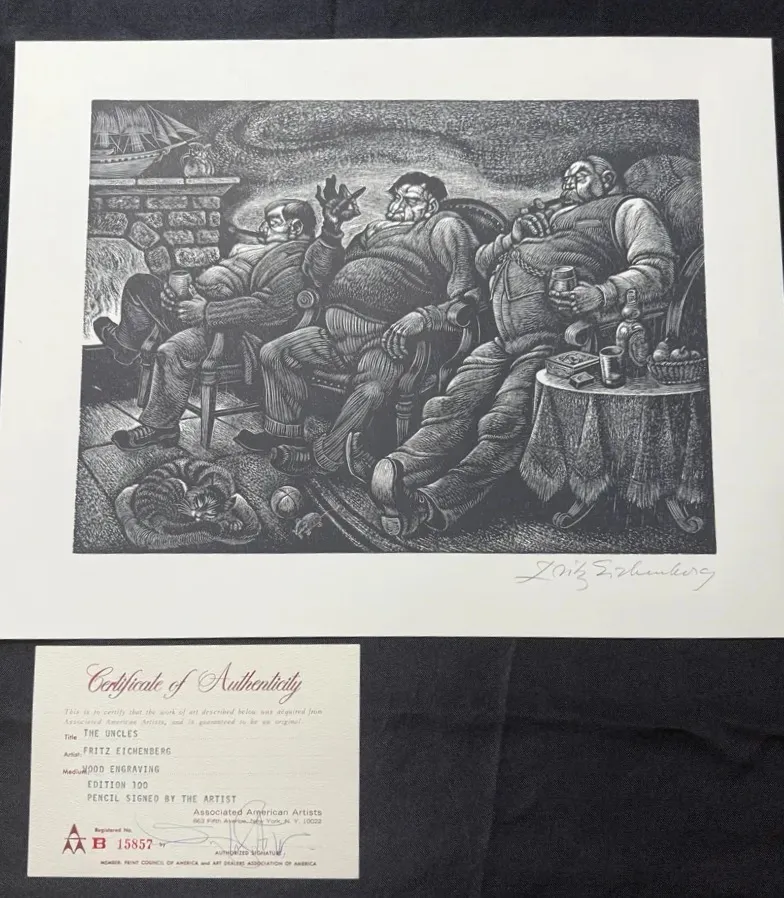 Fritz Eichenberg
Certificate of Authenticity
This is to certify that the work of art described below was acquired from
Associated American Artists, and is guaranteed to be an original
Title THE UNCLES
Artist: FRITZ EICHENBERG
Medium: WOOD ENGRAVING
EDITION 100
PENCIL SIGNED BY THE ARTIST
Associated American Artists
663 Fifth Avenue, New York, N. Y. 10022
Registered No.
B 15857 by
AUTHORIZED SIGNATURE
MEMBER: PRINT COUNCIL OF AMERICA and ART DEALERS ASSOCIATION OF AMERICA